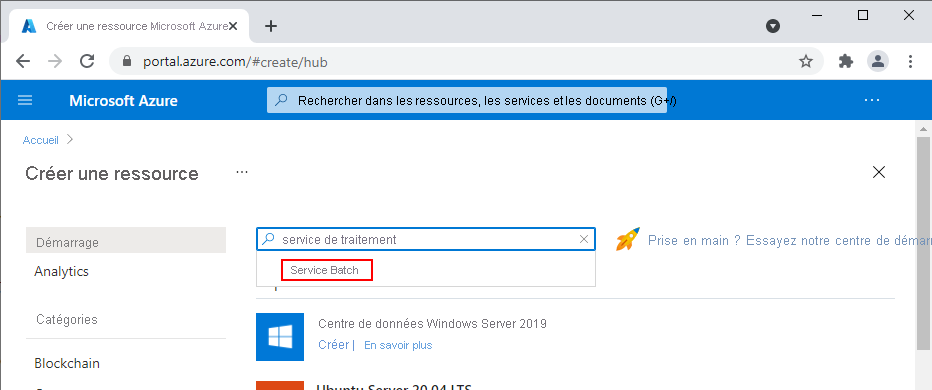 Créer une ressource Microsoft Azure
portal.azure.com/#create/hub
Microsoft Azure
Rechercher dans les ressources, les services et les documents (G+/)
Accueil
Créer une ressource
Démarrage
service de traitement
Prise en main ? Essayez notre centre de démar
Analytics
Service Batch
Catégories
Centre de données Windows Server 2019
Créer | En savoir plus
Blockchain
Ubuntu Server 20.04 LTS